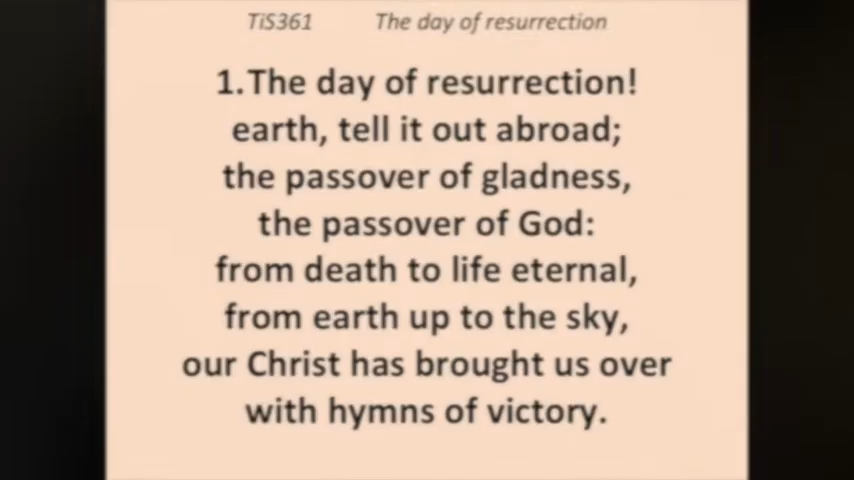 TiS361 The day of resurrection
1.The day of resurrection!
earth, tell it out abroad;
the passover of gladness,
the passover of God:
from death to life eternal,
from earth up to the sky,
our Christ has brought us over
with hymns of victory.